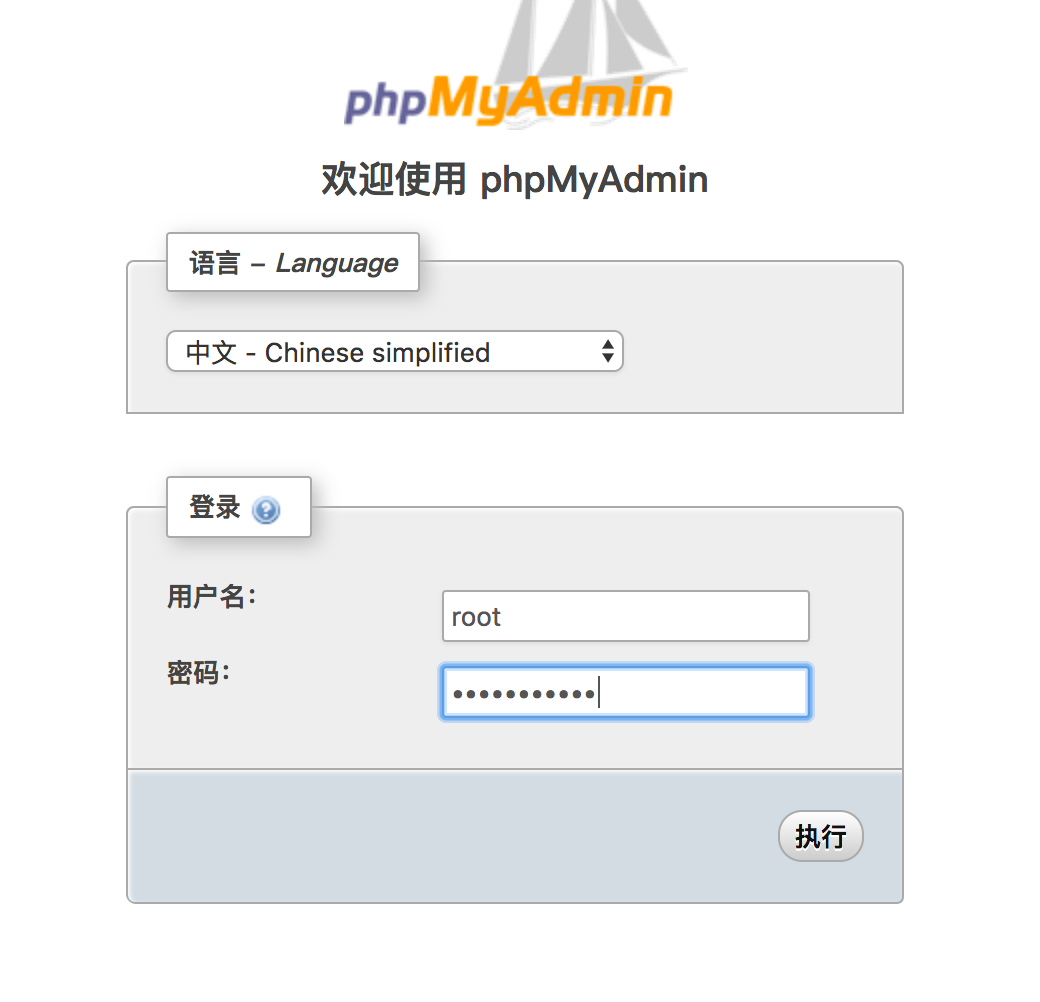 phpMyAdmin
欢迎使用 phpMyAdmin
语言 – Language
中文 - Chinese simplified
登录
用户名：
root
密码：
•••••••••••
执行